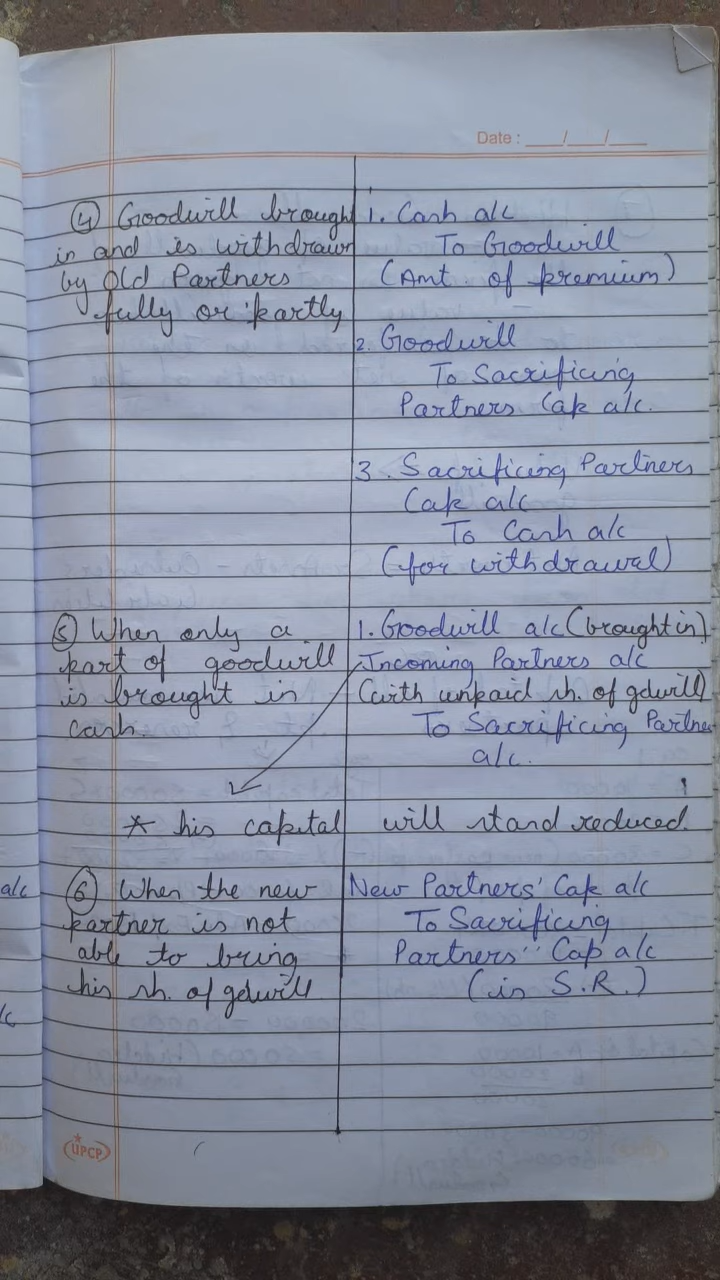 Date : ___/___/___
④ Goodwill brought
in and is withdrawn
by Old Partners
fully or partly
1. Cash a/c
To Goodwill
(Amt of premium)
2. Goodwill
To Sacrificing
Partners Cap a/c.
3. Sacrificing Partners
Cap a/c
To Cash a/c
(for withdrawal)
⑤ When only a
part of goodwill
is brought in
cash.
1. Goodwill a/c (brought in)
Incoming Partners a/c
(with unpaid sh. of gdwill)
To Sacrificing Partner
a/c.
* his capital will stand reduced.
⑥ When the new
partner is not
able to bring
his sh. of gdwill
New Partners' Cap a/c
To Sacrificing
Partners' Cap a/c
(in S.R.)
a/c
UPCP